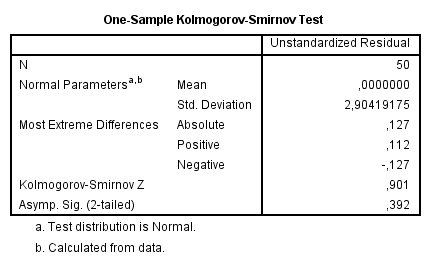 One-Sample Kolmogorov-Smirnov Test
Unstandardized Residual
N 50
Normal Parametersa,b Mean ,0000000
Std. Deviation 2,90419175
Most Extreme Differences Absolute ,127
Positive ,112
Negative -,127
Kolmogorov-Smirnov Z ,901
Asymp. Sig. (2-tailed) ,392
a. Test distribution is Normal.
b. Calculated from data.